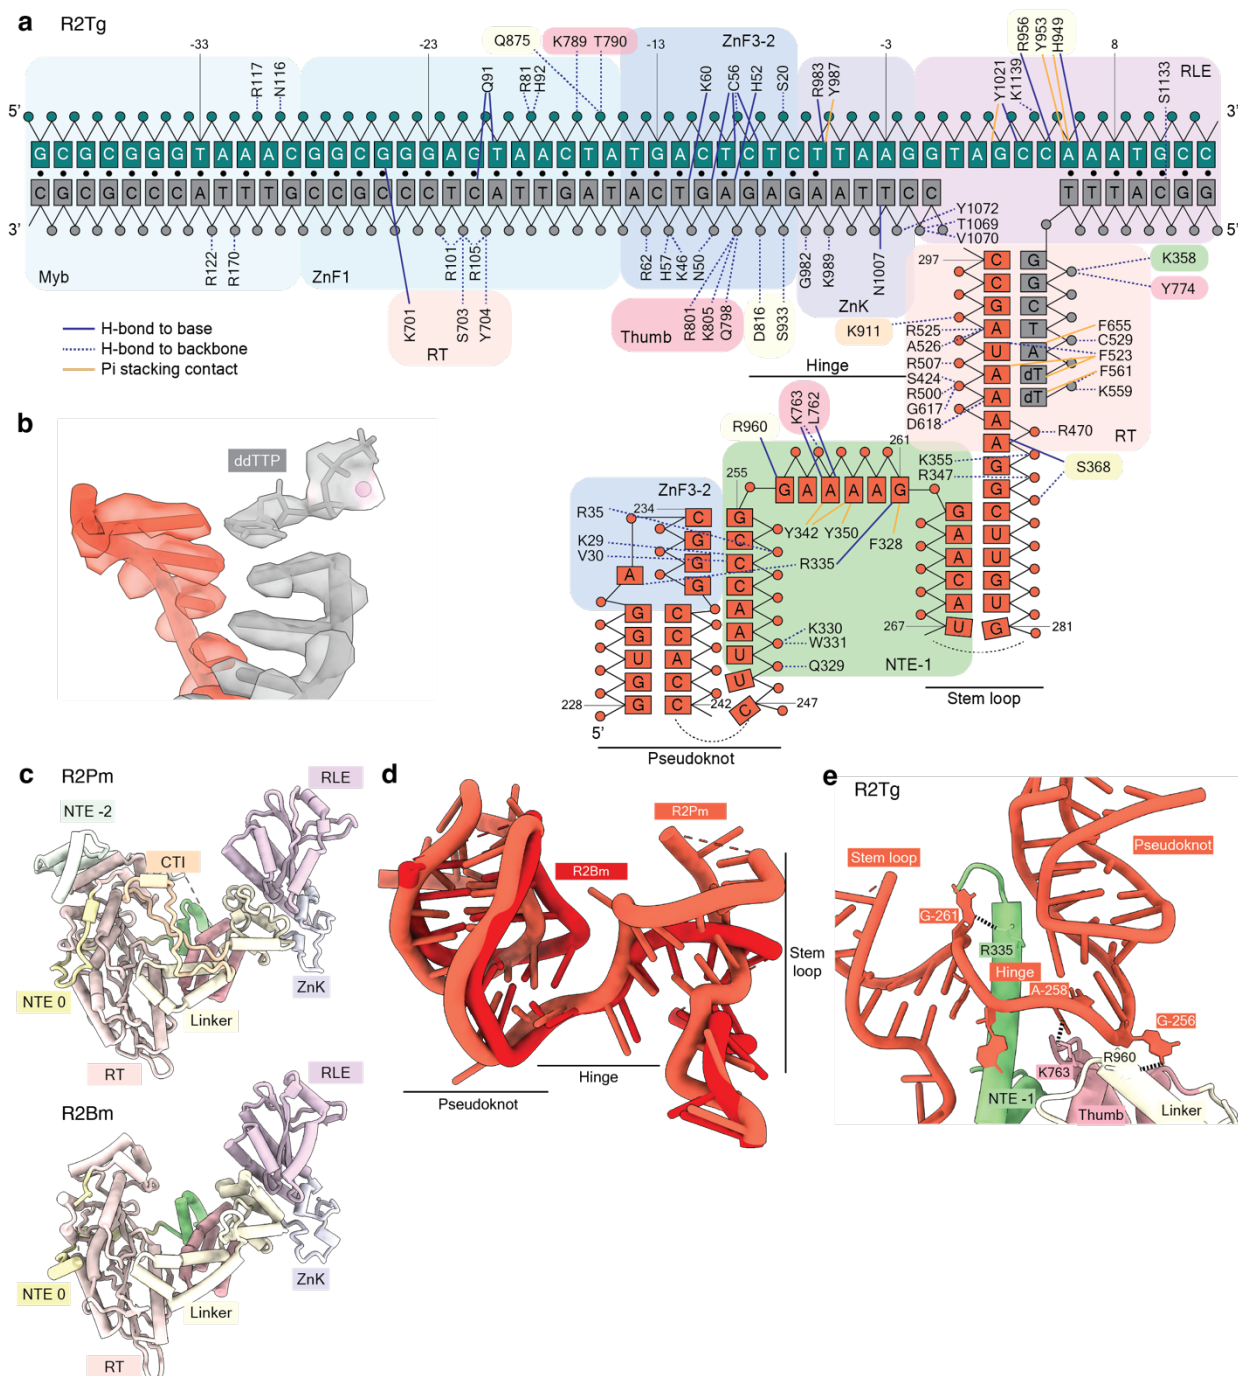 a R2Tg
-33 -23 -13 -3 8
Q875 K789 T790 ZnF3-2 RLE
R117 N116 Q91 R81 H92 K60 C56 H52 S20 R983 Y987 Y1021 K1139 R956 Y953 H949 S1133
5' 3'
G C G C G G G T A A A C G G C G G G A G T A A C T A T G A C T C T C T T A A G G T A G C C A A A T G C C
C G C G C C C A T T T G C C G C C C T C A T T G A T A C T G A G A G A A T T C C T T T A C G G
3' 5'
Myb R122 R170 ZnF1 R101 R105 R62 H57 K46 N50 G982 K989 N1007 ZnK Y1072 T1069 V1070
K701 S703 Y704 RT
Thumb R801 K805 Q798 D816 S933
H-bond to base
H-bond to backbone
Pi stacking contact
297
C G C A U A A A A G G C U U G U G
G G C T A dT dT
K358
Y774
K911
R525
A526
R507
S424
R500
G617
D618
F655
C529
F523
F561
K559
RT
R470
K355
R347
S368
Hinge
R960 K763 L762 261
255
G A A A A G
Y342 Y350 F328
R335
ZnF3-2
234
R35
K29
V30
A
C G G G
G C C C A A U U C
G G U G G
C C A C C
G A A C A U
K330
W331
Q329
NTE-1
267 281
228 242 247
5'
Pseudoknot
Stem loop
b
ddTTP
c R2Pm
NTE -2
CTI
RLE
NTE 0
Linker
ZnK
RT
R2Bm
RLE
NTE 0
Linker
ZnK
RT
d
R2Pm
R2Bm
Stem
loop
Hinge
Pseudoknot
e
R2Tg
Stem loop
Pseudoknot
G-261
R335
Hinge
A-258
G-256
R960
K763
NTE -1
Thumb
Linker